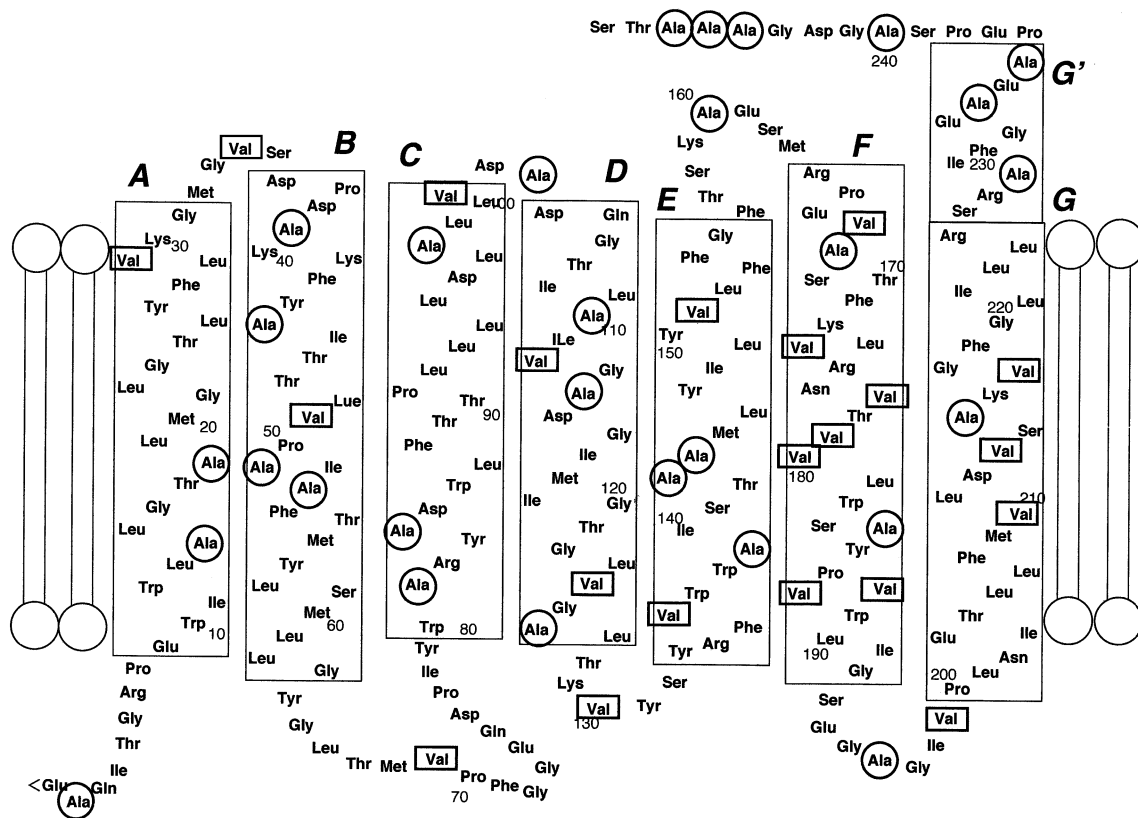 Ser Thr Ala Ala Ala Gly Asp Gly Ala Ser Pro Glu Pro
240
Ala G'
Glu
Ala
Glu
Gly
Phe
230
Ile
Ala
Arg
Ser
160
Ala Glu
Ser
Met
Lys
Ser
Thr
Phe
A
Met
Gly
Val
Ser
Gly
Lys
30
Val
Leu
Phe
Tyr
Leu
Thr
Gly
Leu
Gly
Met
20
Leu
Ala
Thr
Gly
Leu
Ala
Leu
Trp
Ile
Trp
10
Glu
Pro
Arg
Gly
Thr
Ile
Gln
Ala
<Glu
B
Asp
Pro
Asp
Ala
Lys
40
Lys
Phe
Tyr
Ala
Ile
Thr
Thr
Lue
Val
50
Pro
Ala
Ile
Ala
Phe
Thr
Met
Tyr
Leu
Ser
Met
60
Leu
Leu
Gly
Tyr
Gly
Leu
Thr
Met
Val
Pro
70
Phe
Gly
Gly
Glu
Gln
Asp
Pro
Ile
Tyr
C
Trp
80
Ala
Arg
Tyr
Ala
Asp
Trp
Leu
Phe
Thr
Thr
90
Pro
Leu
Leu
Leu
Leu
Asp
Leu
Ala
Leu
Leu
Val
Asp
100
Ala
D
Asp
Gln
Gly
Thr
Ile
Leu
Ala
110
ILe
Val
Gly
Ala
Asp
Gly
Ile
Met
120
Gly
Ile
Thr
Gly
Leu
Val
Gly
Ala
Leu
Thr
Lys
Val
130
Tyr
Ser
E
Gly
Phe
Phe
Leu
Val
Tyr
150
Leu
Ile
Tyr
Leu
Met
Ala
Ala
Thr
140
Ser
Ile
Ala
Trp
Trp
Val
Phe
Arg
Tyr
F
Arg
Pro
Glu
Val
Ala
170
Ser
Thr
Phe
Lys
Leu
Val
Arg
Asn
Val
Thr
Val
Val
180
Leu
Trp
Ser
Ala
Tyr
Pro
Val
Val
Trp
Leu
190
Ile
Gly
Ser
Glu
Gly
Ala
Gly
Ile
Val
G
Arg
Leu
Leu
Ile
220
Leu
Gly
Phe
Gly
Val
Lys
Ala
Ser
Val
Asp
Leu
210
Val
Met
Phe
Leu
Leu
Thr
Glu
Ile
Asn
200
Leu
Pro